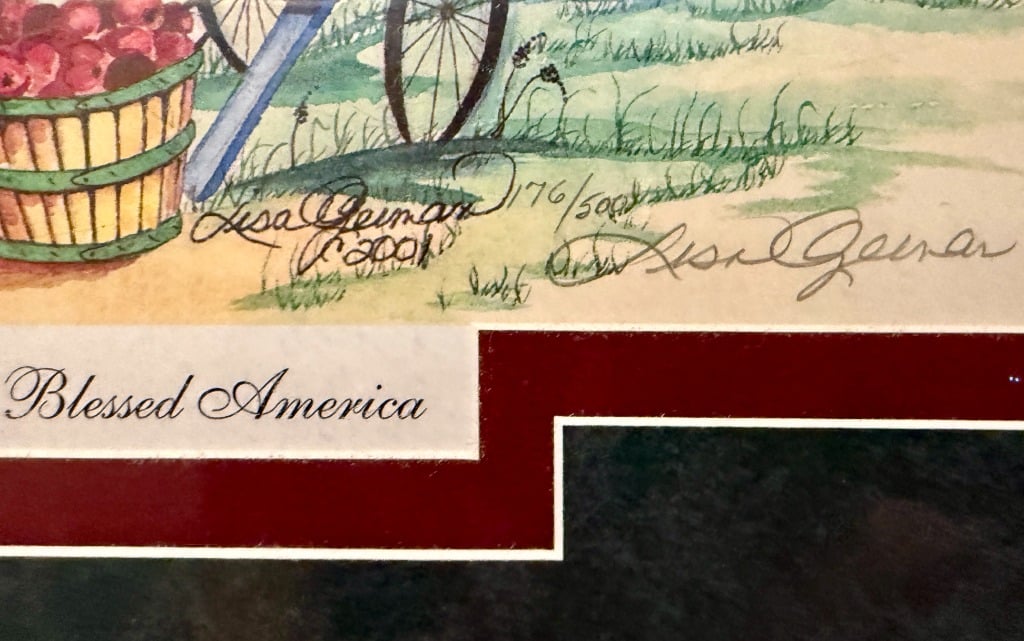 Lisa Geiman 176/500
© 2001
Lisa Geiman
Blessed America